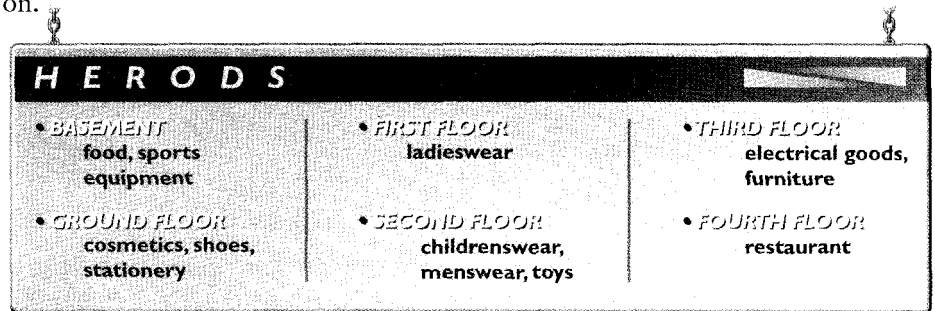 on.
HERODS
• BASEMENT
food, sports
equipment
• GROUND FLOOR
cosmetics, shoes,
stationery
• FIRST FLOOR
ladieswear
• SECOND FLOOR
childrenswear,
menswear, toys
• THIRD FLOOR
electrical goods,
furniture
• FOURTH FLOOR
restaurant